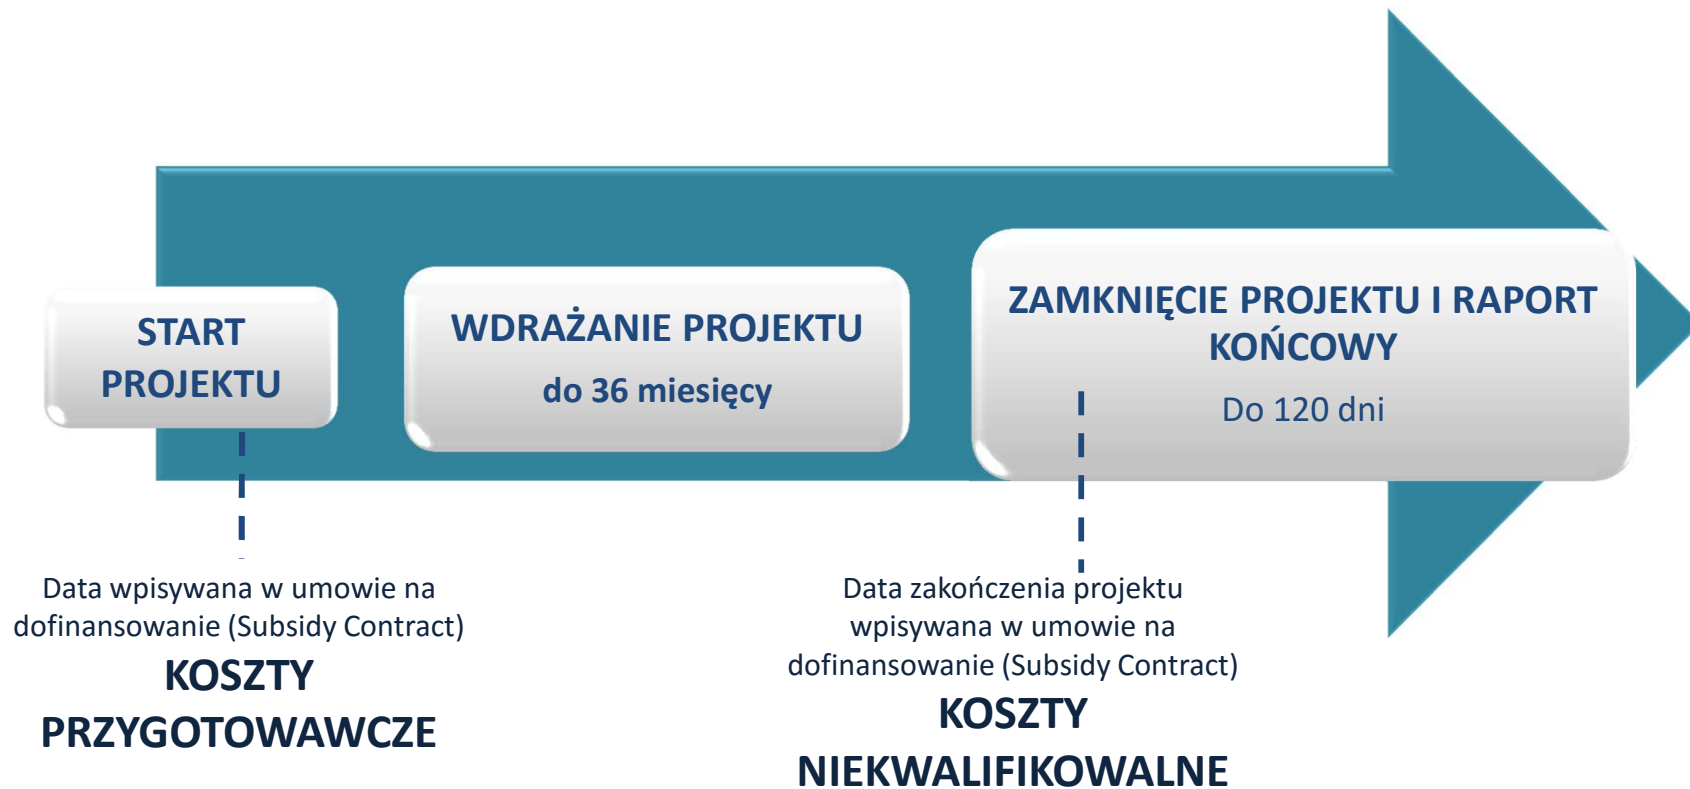 START
PROJEKTU
WDRAŻANIE PROJEKTU
do 36 miesięcy
ZAMKNIĘCIE PROJEKTU I RAPORT
KOŃCOWY
Do 120 dni
Data wpisywana w umowie na
dofinansowanie (Subsidy Contract)
KOSZTY
PRZYGOTOWAWCZE
Data zakończenia projektu
wpisywana w umowie na
dofinansowanie (Subsidy Contract)
KOSZTY
NIEKWALIFIKOWALNE